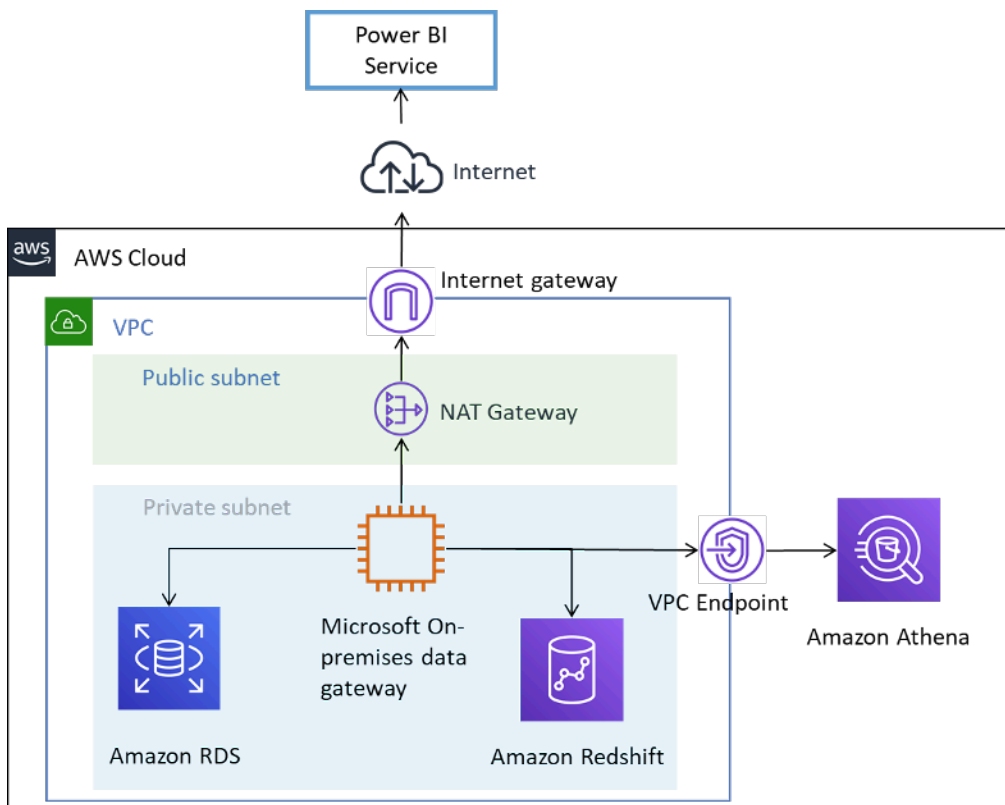 Power BI
Service
Internet
aws
AWS Cloud
Internet gateway
VPC
Public subnet
NAT Gateway
Private subnet
VPC Endpoint
Microsoft On-
premises data
gateway
Amazon Athena
Amazon RDS
Amazon Redshift